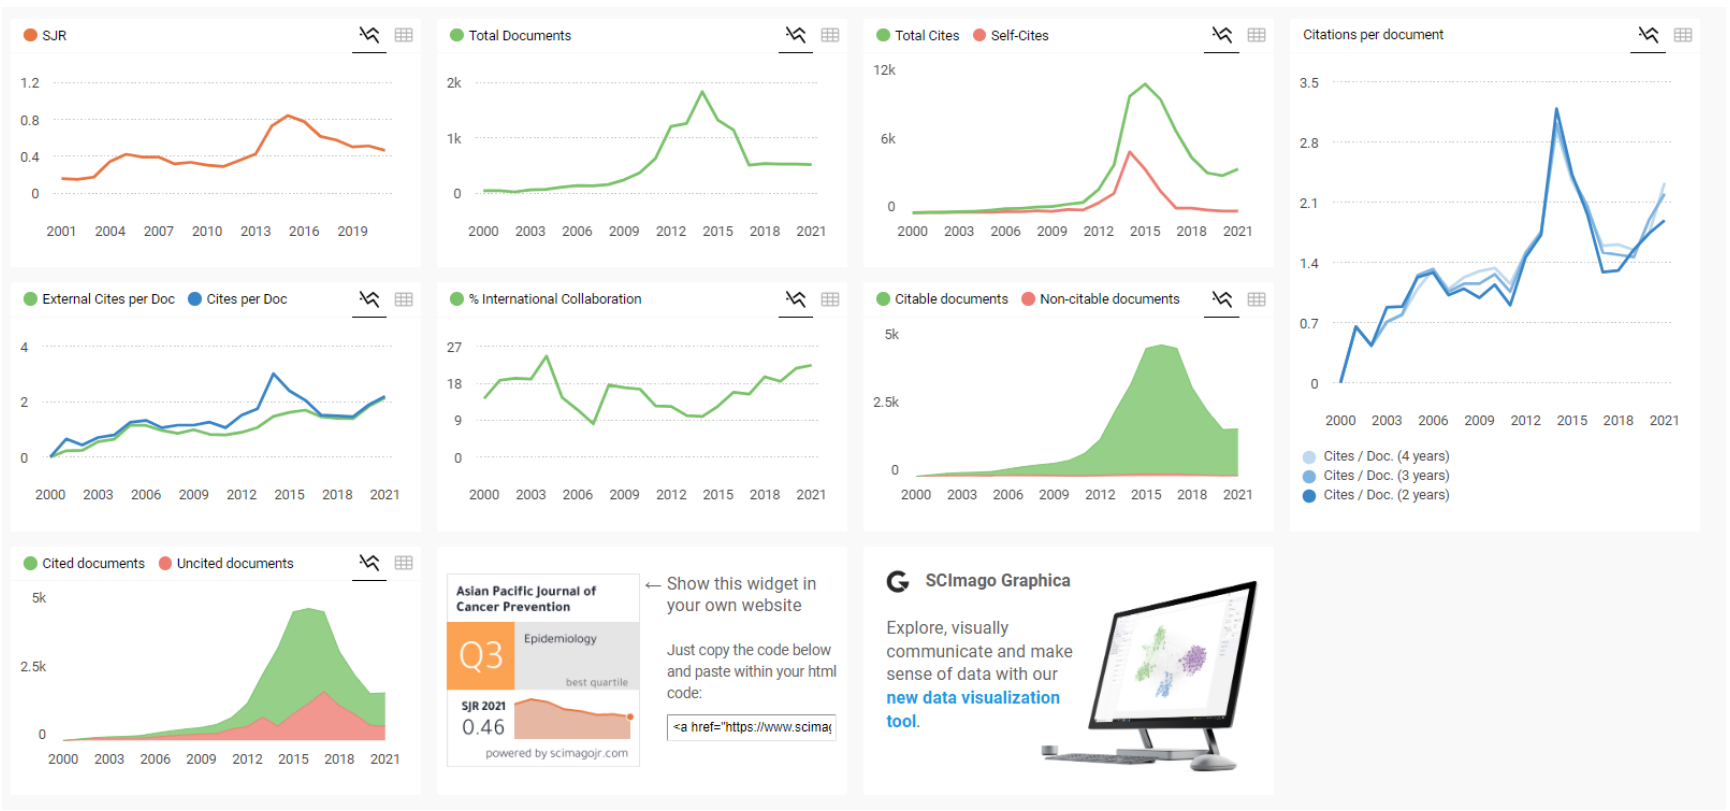 SJR
1.2
0.8
0.4
0
2001 2004 2007 2010 2013 2016 2019
Total Documents
2k
1k
0
2000 2003 2006 2009 2012 2015 2018 2021
Total Cites Self-Cites
12k
6k
0
2000 2003 2006 2009 2012 2015 2018 2021
Citations per document
3.5
2.8
2.1
1.4
0.7
0
2000 2003 2006 2009 2012 2015 2018 2021
Cites / Doc. (4 years)
Cites / Doc. (3 years)
Cites / Doc. (2 years)
External Cites per Doc Cites per Doc
4
2
0
2000 2003 2006 2009 2012 2015 2018 2021
% International Collaboration
27
18
9
0
2000 2003 2006 2009 2012 2015 2018 2021
Citable documents Non-citable documents
5k
2.5k
0
2000 2003 2006 2009 2012 2015 2018 2021
Cited documents Uncited documents
5k
2.5k
0
2000 2003 2006 2009 2012 2015 2018 2021
Asian Pacific Journal of
Cancer Prevention
Q3
Epidemiology
best quartile
SJR 2021
0.46
powered by scimagojr.com
← Show this widget in
your own website
Just copy the code below
and paste within your html
code:
<a href="https://www.scimag
SCImago Graphica
Explore, visually
communicate and make
sense of data with our
new data visualization
tool.